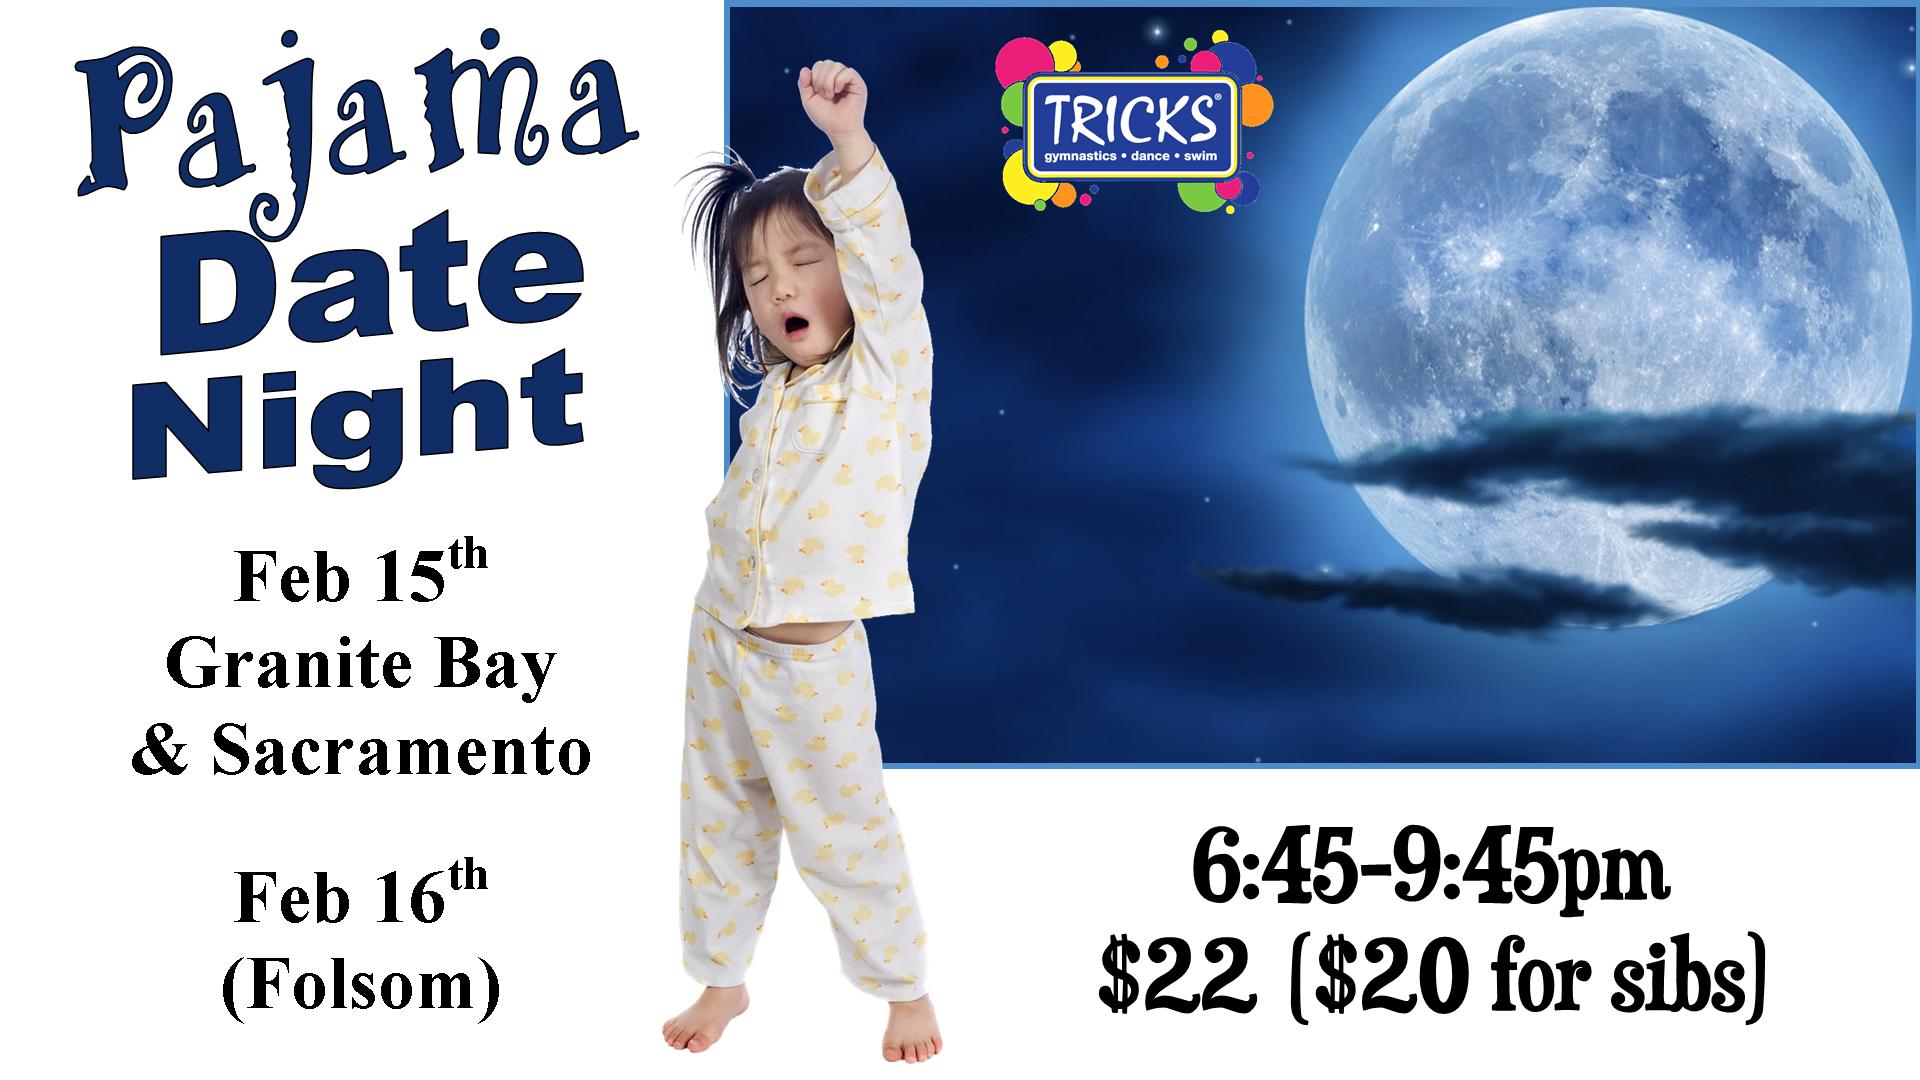 Pajama
Date
Night
Feb 15th
Granite Bay
& Sacramento
Feb 16th
(Folsom)
TRICKS®
gymnastics • dance • swim
6:45-9:45pm
$22 ($20 for sibs)